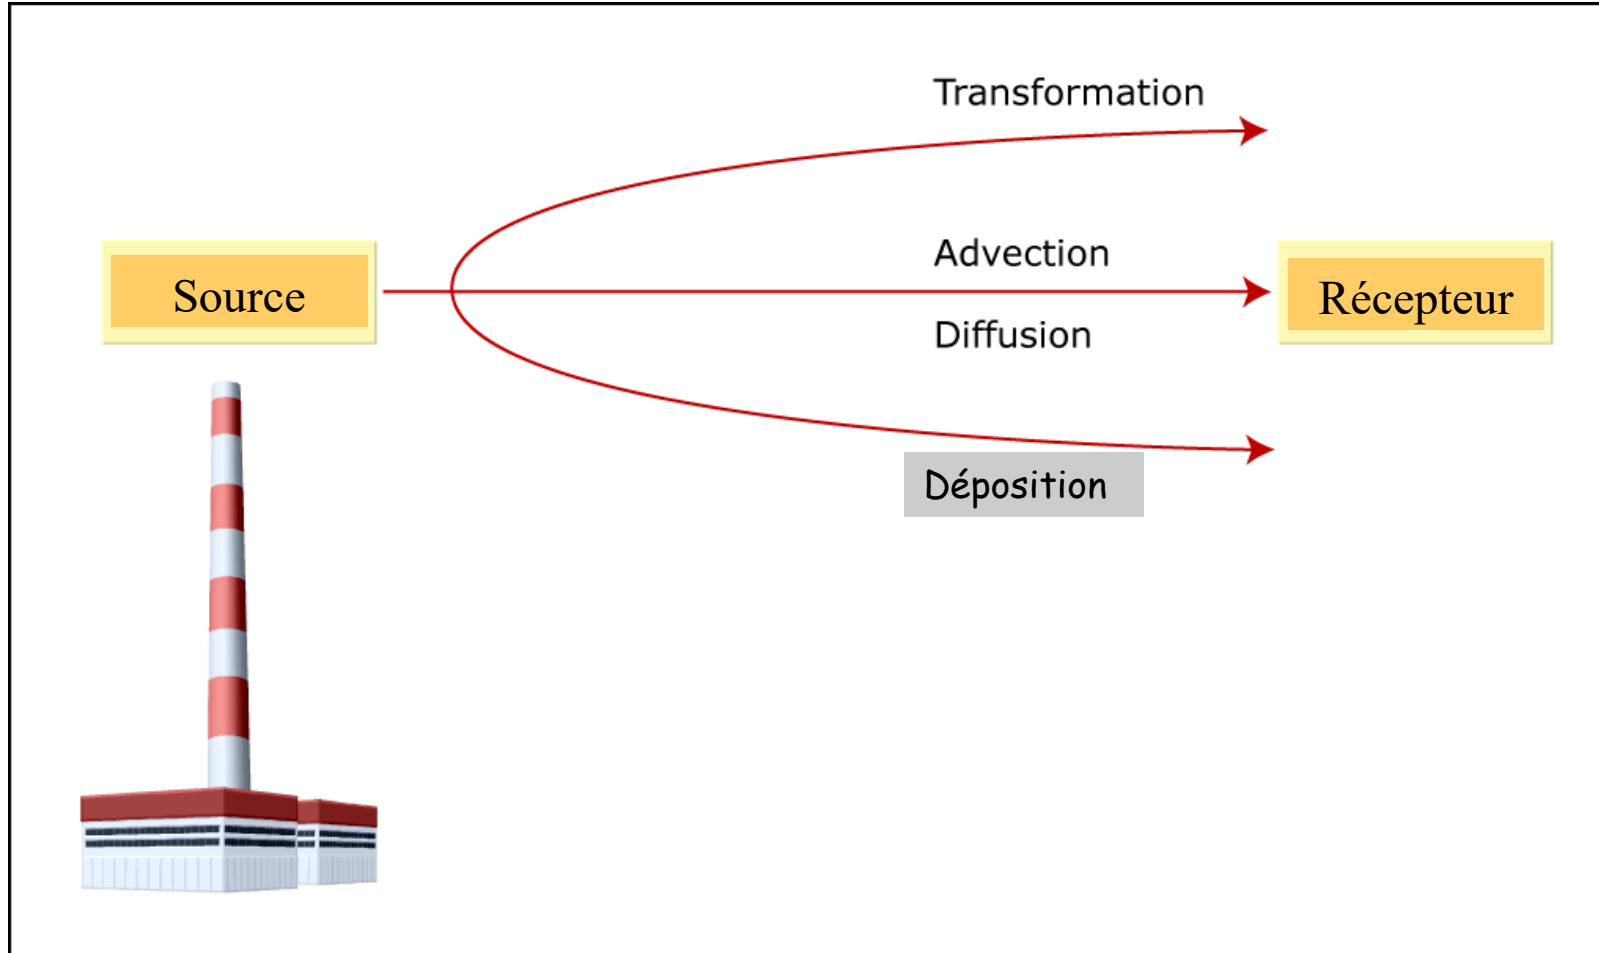 Transformation
Source
Advection
Récepteur
Diffusion
Déposition